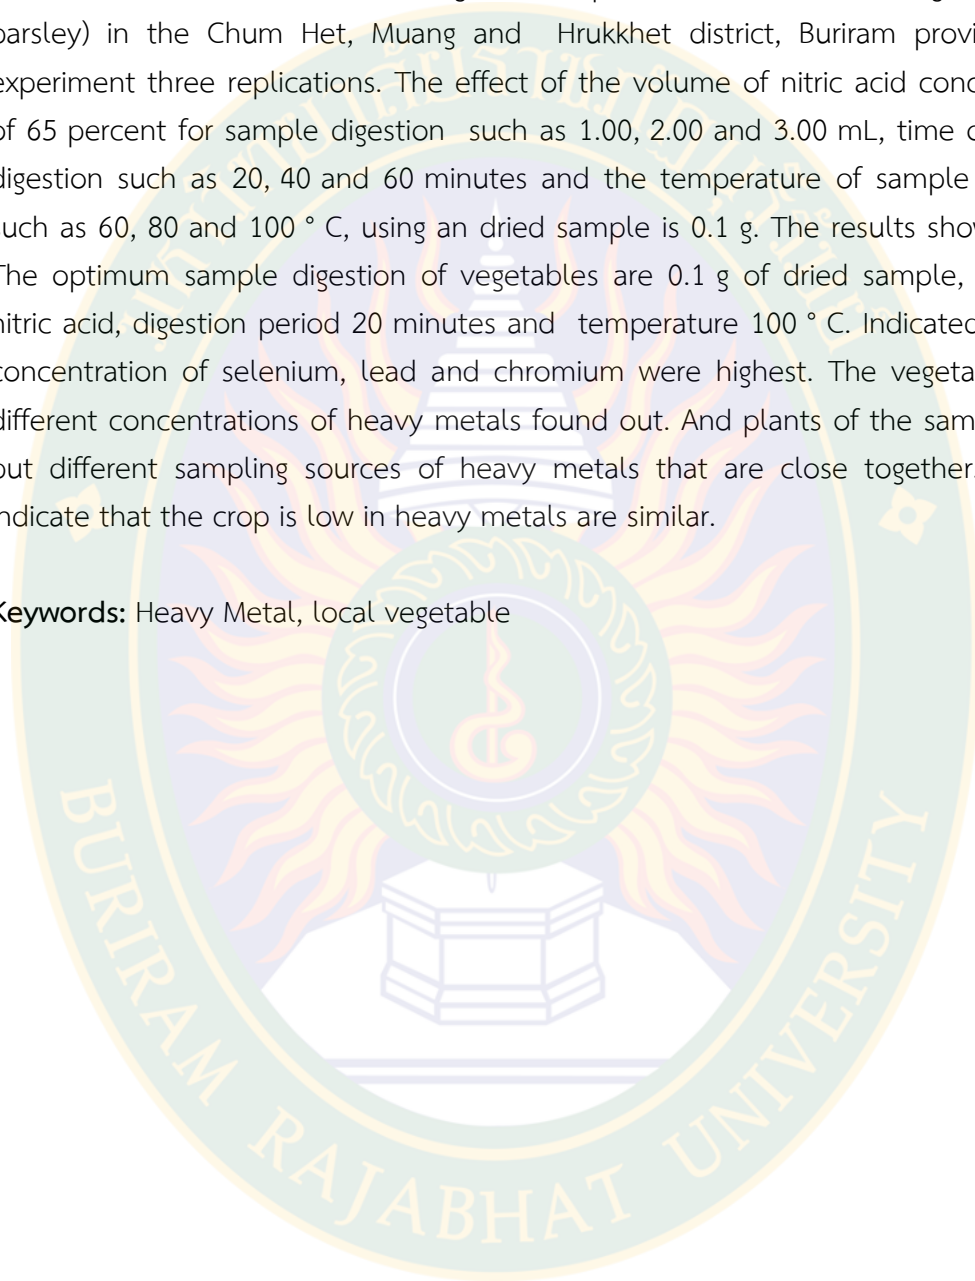 parsley) in the Chum Het, Muang and Hrukkhet district, Buriram
experiment three replications. The effect of the volume of nitric acid
of 65 percent for sample digestion such as 1.00, 2.00 and 3.00 mL, time
digestion such as 20, 40 and 60 minutes and the temperature of sample
such as 60, 80 and 100 ° C, using an dried sample is 0.1 g. The results
The optimum sample digestion of vegetables are 0.1 g of dried sample,
nitric acid, digestion period 20 minutes and temperature 100 ° C. Indicated
concentration of selenium, lead and chromium were highest. The
different concentrations of heavy metals found out. And plants of the
but different sampling sources of heavy metals that are close together.
indicate that the crop is low in heavy metals are similar.
Keywords: Heavy Metal, local vegetable
BURIRAM RAJABHAT UNIVERSITY